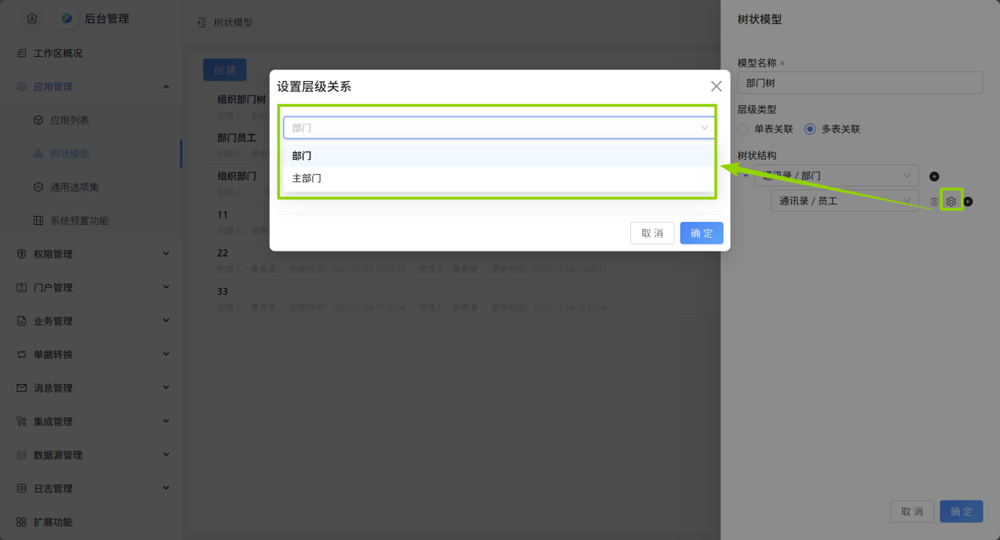 后台管理
工作区概况
应用管理
应用列表
树状模型
通用选项集
系统预置功能
权限管理
门户管理
业务管理
单据转换
消息管理
集成管理
数据源管理
日志管理
扩展功能
树状模型
创 建
组织部门树
创建人：系统
部门员工
创建人：黄勇
组织部门
创建人：
11
创建人：黄勇
22
创建人：黄勇清 创建时间：2025-12-04 10:09:31 修改人：黄勇清 更新时间：2025-12-04 10:09:31
33
创建人：黄勇清 创建时间：2025-12-04 10:10:04 修改人：黄勇清 更新时间：2025-12-04 10:10:04
设置层级关系
部门
部门
主部门
取 消
确 定
树状模型
模型名称 *
部门树
层级类型
单表关联 多表关联
树状结构
通讯录 / 部门
通讯录 / 员工
取 消
确 定